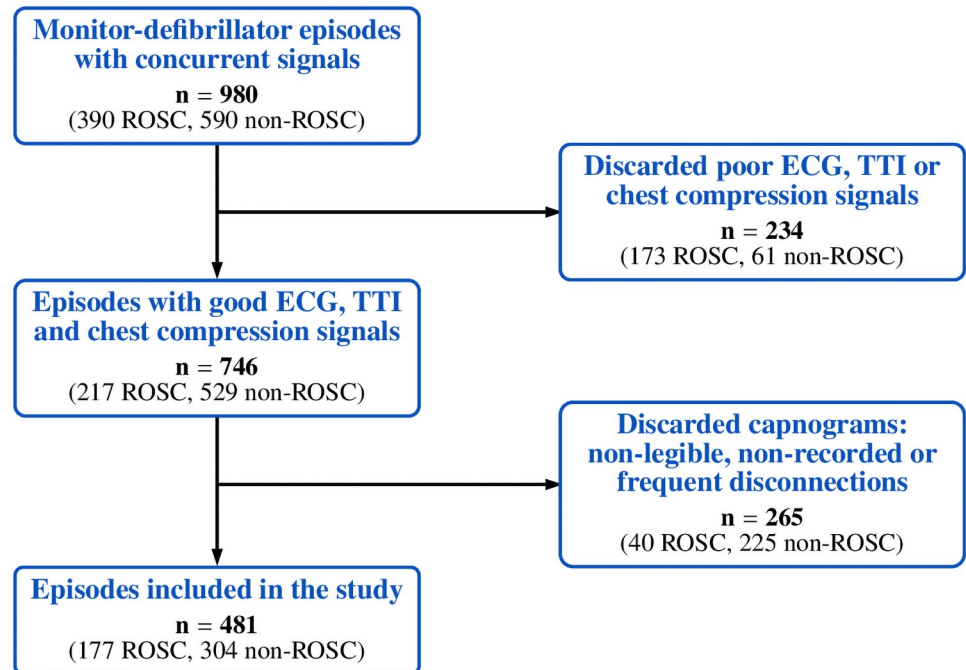 Monitor-defibrillator episodes
with concurrent signals
n = 980
(390 ROSC, 590 non-ROSC)
Discarded poor ECG, TTI or
chest compression signals
n = 234
(173 ROSC, 61 non-ROSC)
Episodes with good ECG, TTI
and chest compression signals
n = 746
(217 ROSC, 529 non-ROSC)
Discarded capnograms:
non-legible, non-recorded or
frequent disconnections
n = 265
(40 ROSC, 225 non-ROSC)
Episodes included in the study
n = 481
(177 ROSC, 304 non-ROSC)